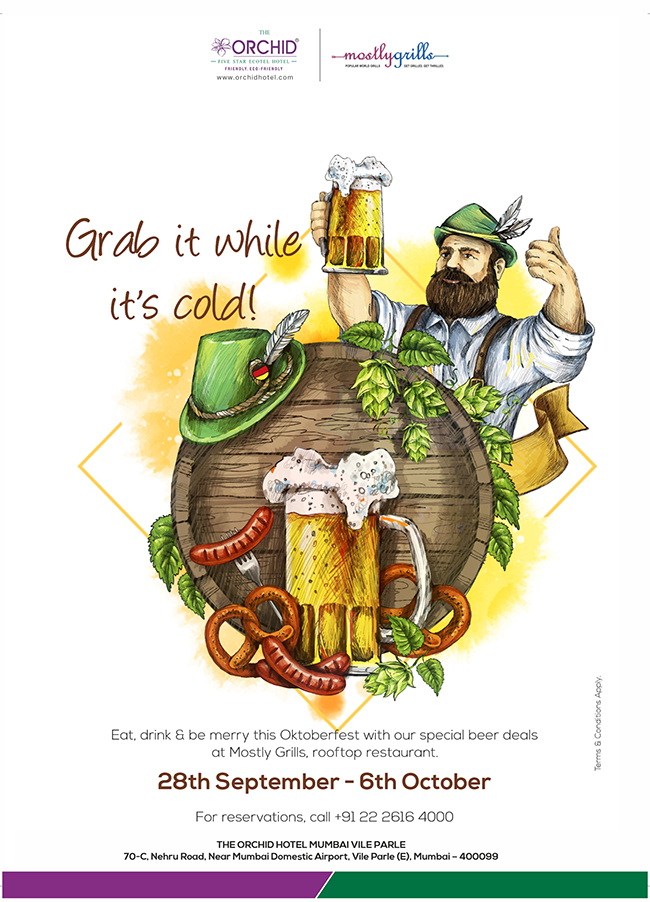 THE
ORCHID®
FIVE STAR ECOTEL HOTEL
FRIENDLY. ECO-FRIENDLY
www.orchidhotel.com
mostlygrills
POPULAR WORLD GRILLS GET GRILLED. GET THRILLED.
Grab it while
it's cold!
Terms & Conditions Apply.
Eat, drink & be merry this Oktoberfest with our special beer deals
at Mostly Grills, rooftop restaurant.
28th September - 6th October
For reservations, call +91 22 2616 4000
THE ORCHID HOTEL MUMBAI VILE PARLE
70-C, Nehru Road, Near Mumbai Domestic Airport, Vile Parle (E), Mumbai – 400099